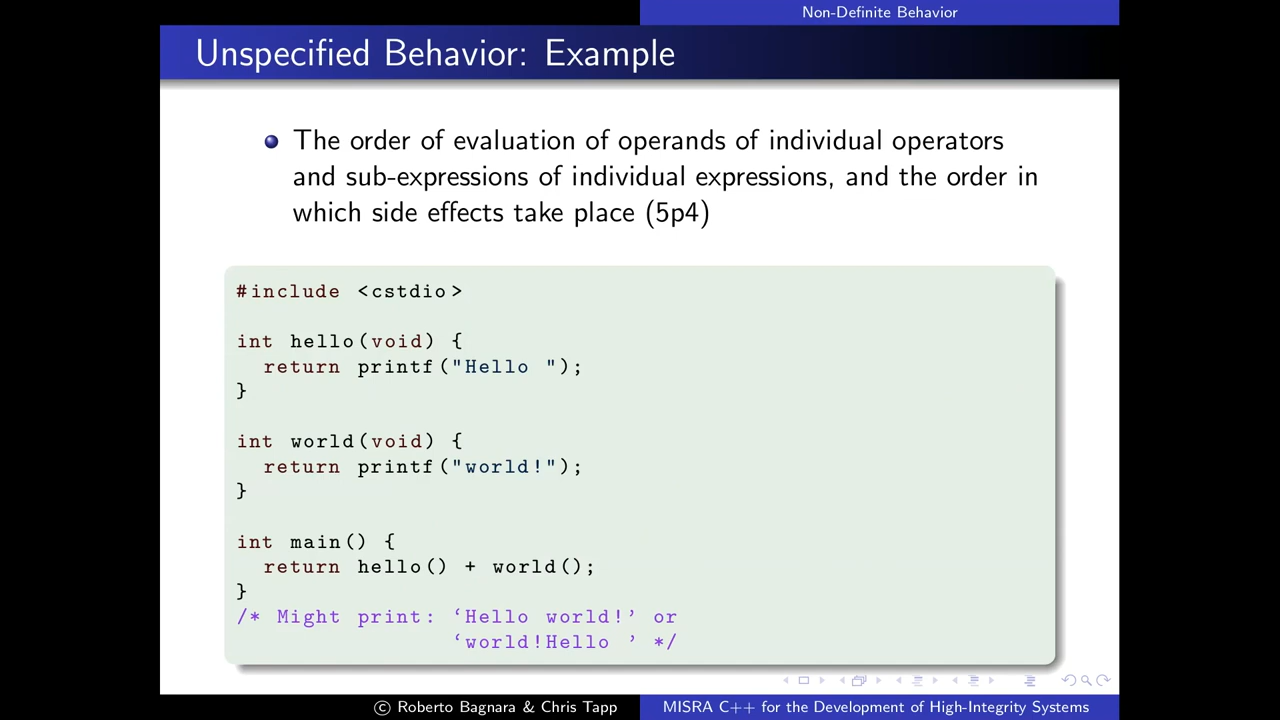 Non-Definite Behavior
Unspecified Behavior: Example
The order of evaluation of operands of individual operators
and sub-expressions of individual expressions, and the order in
which side effects take place (5p4)
#include <cstdio>
int hello(void) {
  return printf("Hello ");
}
int world(void) {
  return printf("world!");
}
int main() {
  return hello() + world();
}
/* Might print: ‘Hello world!’ or
‘world!Hello ’ */
© Roberto Bagnara & Chris Tapp
MISRA C++ for the Development of High-Integrity Systems